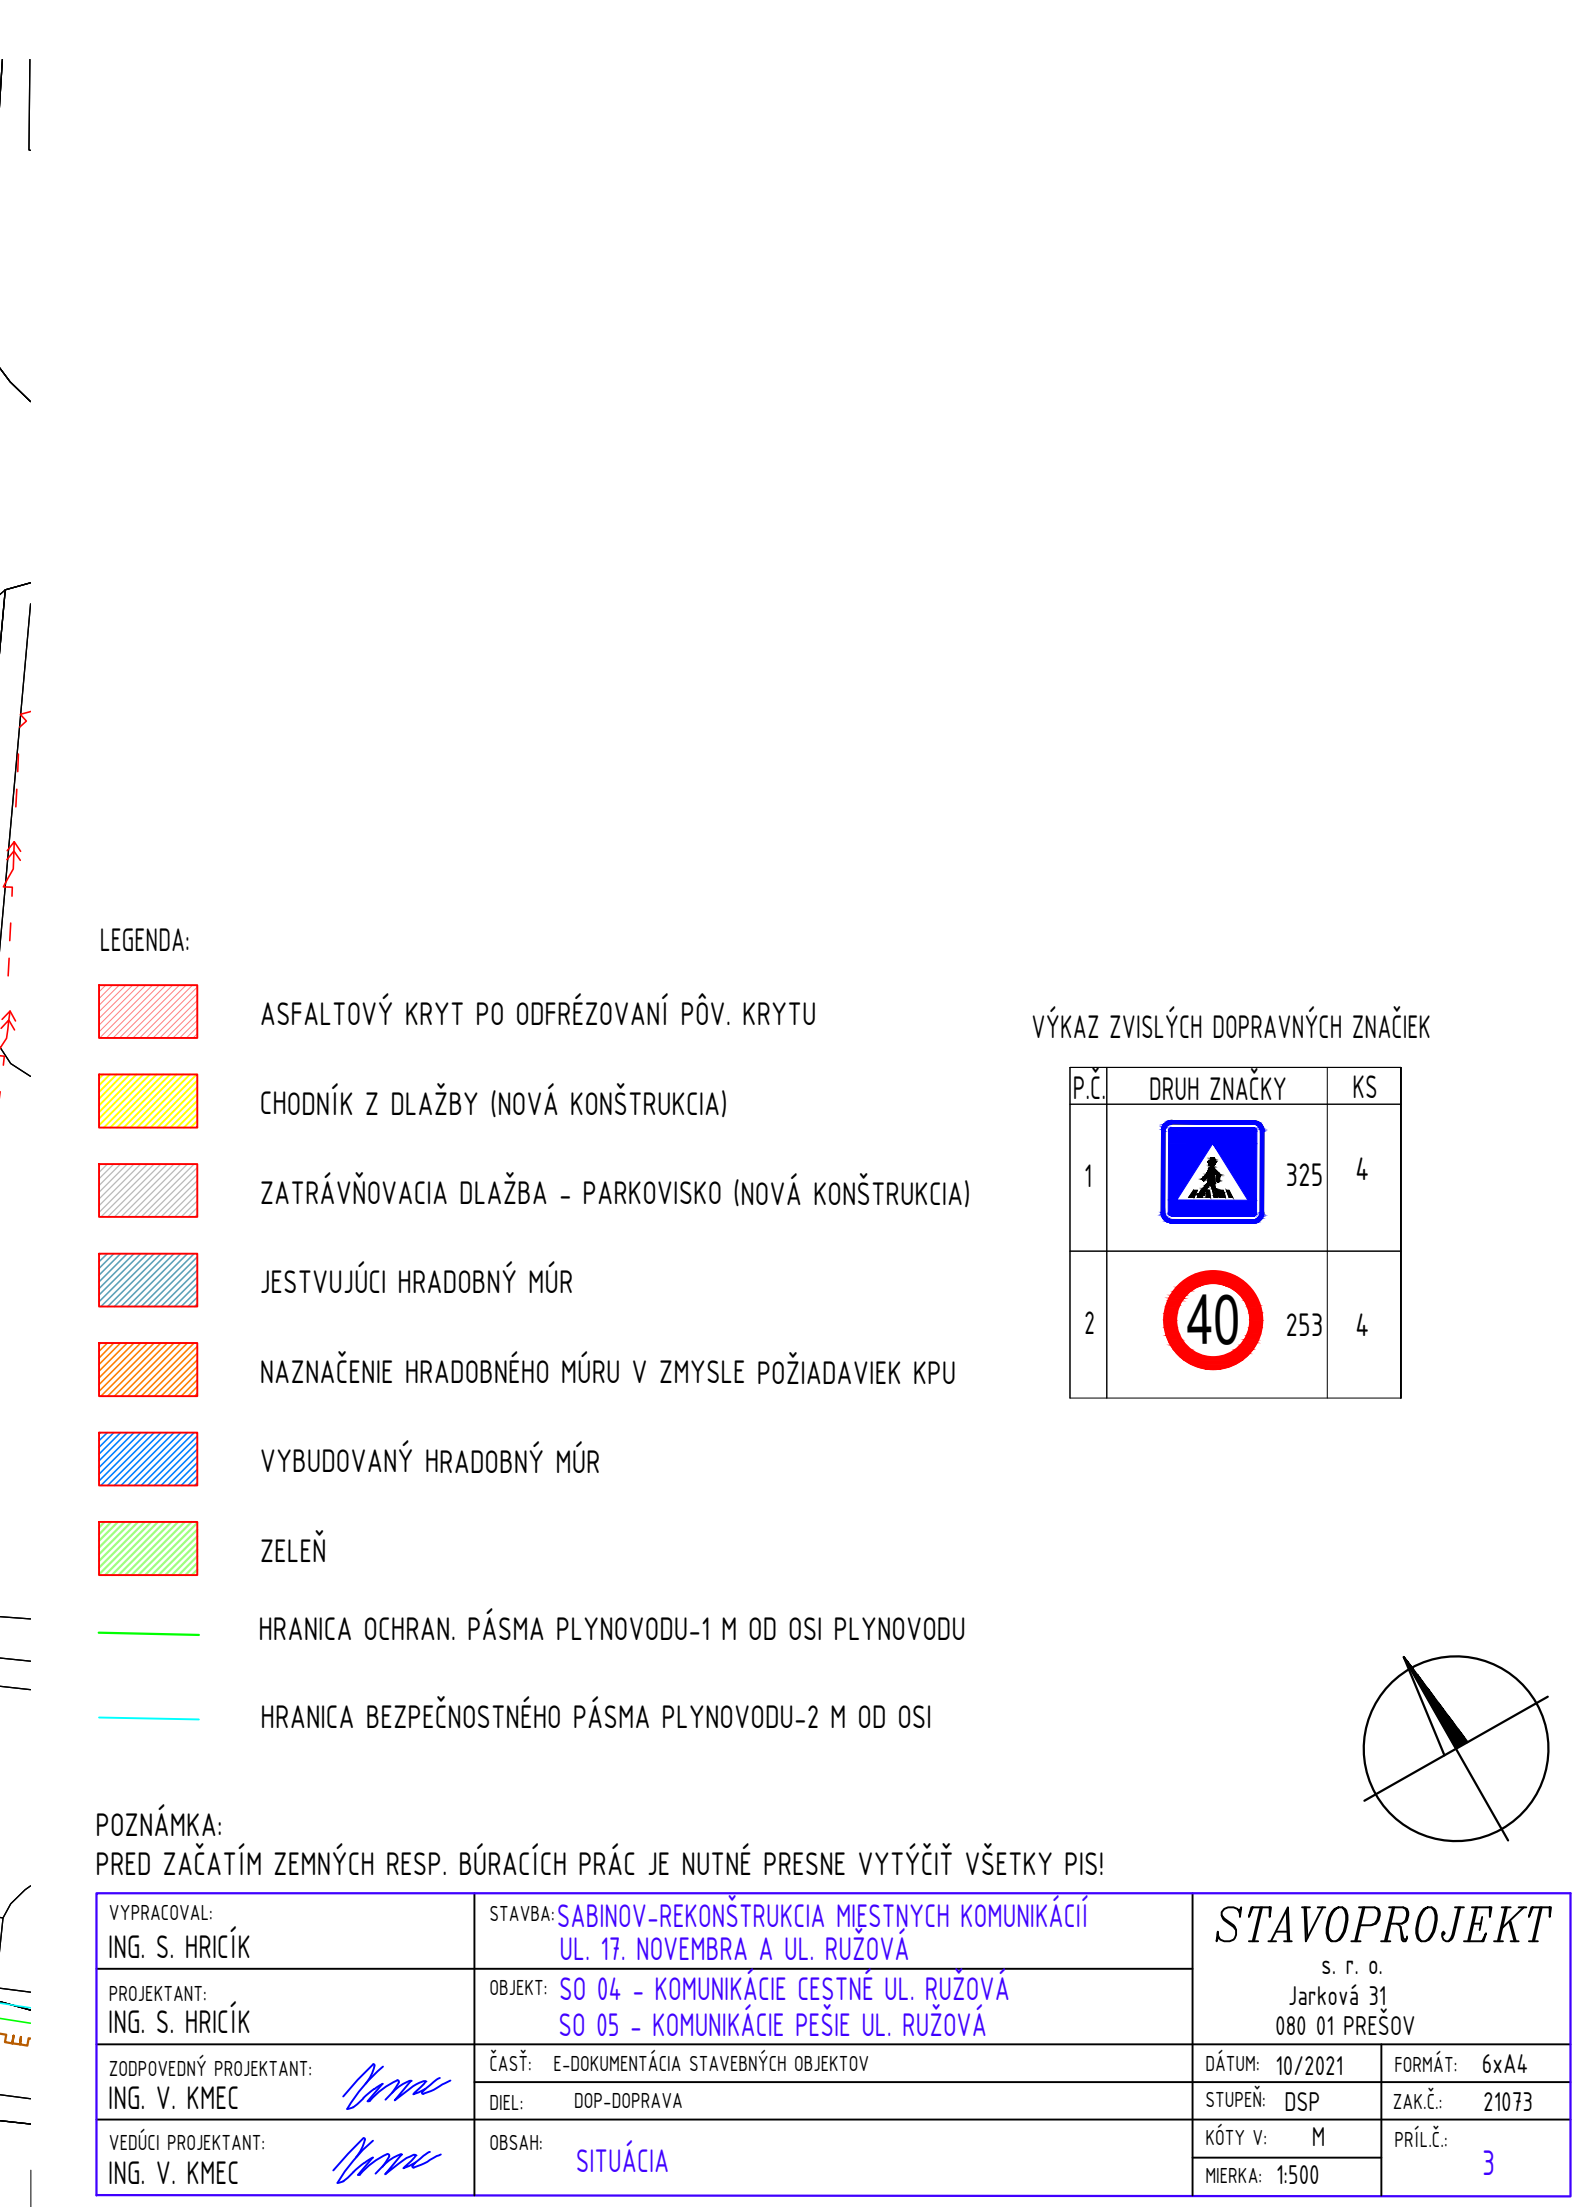 LEGENDA:
ASFALTOVÝ KRYT PO ODFRÉZOVANÍ PÔV. KRYTU
CHODNÍK Z DLAŽBY (NOVÁ KONŠTRUKCIA)
ZATRÁVŇOVACIA DLAŽBA - PARKOVISKO (NOVÁ KONŠTRUKCIA)
JESTVUJÚCI HRADOBNÝ MÚR
NAZNAČENIE HRADOBNÉHO MÚRU V ZMYSLE POŽIADAVIEK KPU
VYBUDOVANÝ HRADOBNÝ MÚR
ZELEŇ
HRANICA OCHRAN. PÁSMA PLYNOVODU-1 M OD OSI PLYNOVODU
HRANICA BEZPEČNOSTNÉHO PÁSMA PLYNOVODU-2 M OD OSI
VÝKAZ ZVISLÝCH DOPRAVNÝCH ZNAČIEK
P.Č. DRUH ZNAČKY KS
1 325 4
2 40 253 4
POZNÁMKA:
PRED ZAČATÍM ZEMNÝCH RESP. BÚRACÍCH PRÁC JE NUTNÉ PRESNE VYTÝČIŤ VŠETKY PIS!
VYPRACOVAL:
ING. S. HRICÍK
PROJEKTANT:
ING. S. HRICÍK
ZODPOVEDNÝ PROJEKTANT:
ING. V. KMEC
VEDÚCI PROJEKTANT:
ING. V. KMEC
STAVBA: SABINOV-REKONŠTRUKCIA MIESTNYCH KOMUNIKÁCIÍ
UL. 17. NOVEMBRA A UL. RUŽOVÁ
OBJEKT: SO 04 - KOMUNIKÁCIE CESTNÉ UL. RUŽOVÁ
SO 05 - KOMUNIKÁCIE PEŠIE UL. RUŽOVÁ
ČASŤ: E-DOKUMENTÁCIA STAVEBNÝCH OBJEKTOV
DIEL: DOP-DOPRAVA
OBSAH: SITUÁCIA
STAVOPROJEKT
s. r. o.
Jarková 31
080 01 PREŠOV
DÁTUM: 10/2021 FORMÁT: 6xA4
STUPEŇ: DSP ZAK.Č.: 21073
KÓTY V: M PRÍL.Č.: 3
MIERKA: 1:500